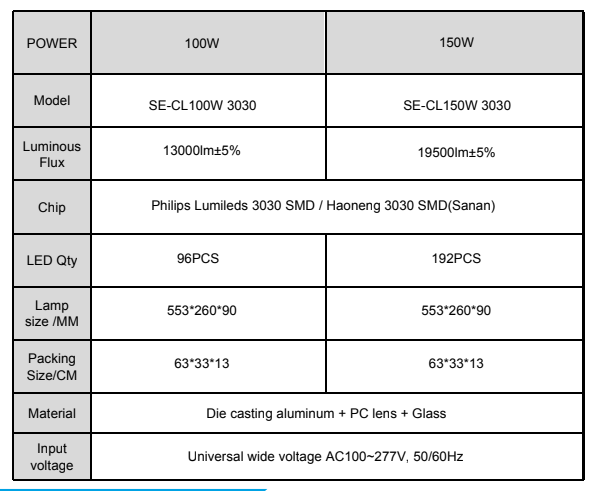 POWER 100W 150W
Model SE-CL100W 3030 SE-CL150W 3030
Luminous
Flux 13000lm±5% 19500lm±5%
Chip Philips Lumileds 3030 SMD / Haoneng 3030 SMD(Sanan)
LED Qty 96PCS 192PCS
Lamp
size /MM 553*260*90 553*260*90
Packing
Size/CM 63*33*13 63*33*13
Material Die casting aluminum + PC lens + Glass
Input
voltage Universal wide voltage AC100~277V, 50/60Hz